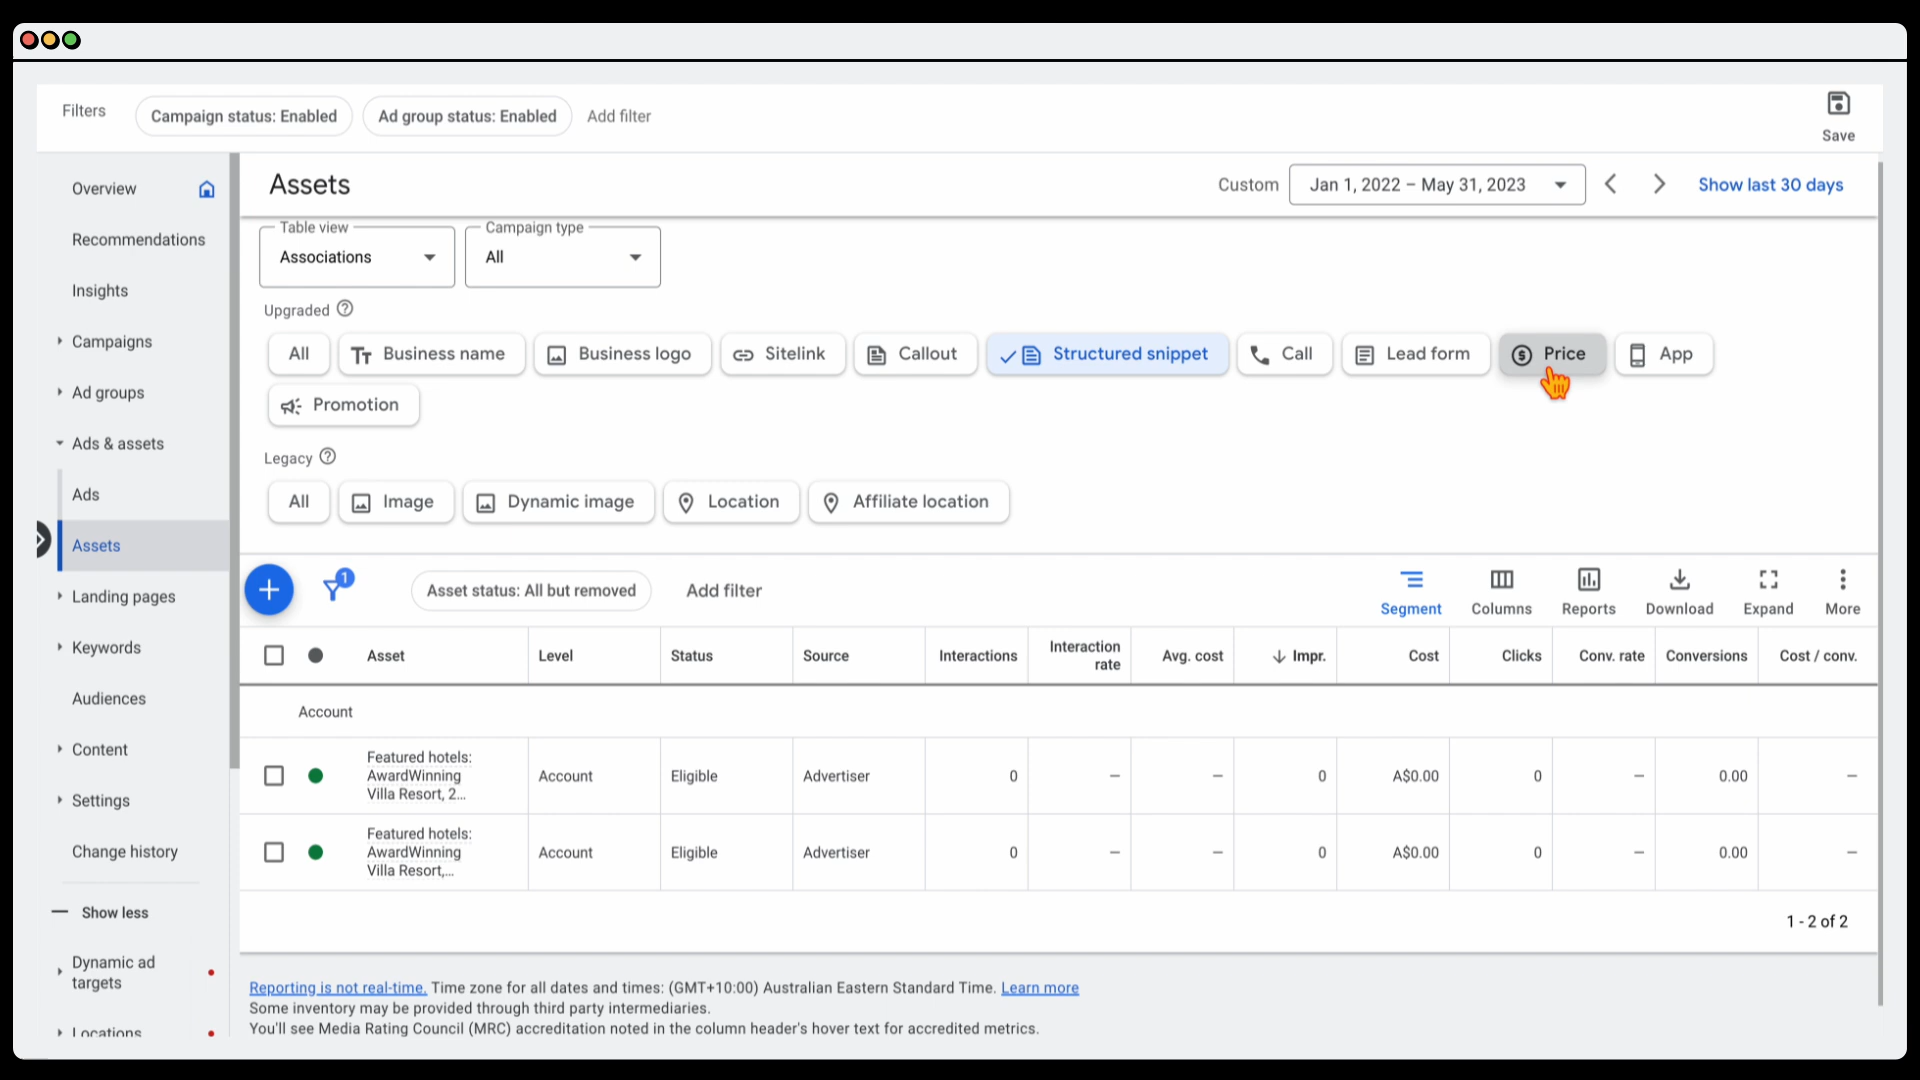 Filters
Campaign status: Enabled
Ad group status: Enabled
Add filter
Save
Overview
Recommendations
Insights
Campaigns
Ad groups
Ads & assets
Ads
Assets
Landing pages
Keywords
Audiences
Content
Settings
Change history
Show less
Dynamic ad
targets
Locations
Assets
Custom
Jan 1, 2022 – May 31, 2023
Show last 30 days
Table view
Associations
Campaign type
All
Upgraded
All
Business name
Business logo
Sitelink
Callout
Structured snippet
Call
Lead form
Price
App
Promotion
Legacy
All
Image
Dynamic image
Location
Affiliate location
1
Asset status: All but removed
Add filter
Segment
Columns
Reports
Download
Expand
More
Asset
Level
Status
Source
Interactions
Interaction
rate
Avg. cost
Impr.
Cost
Clicks
Conv. rate
Conversions
Cost / conv.
Account
Featured hotels:
AwardWinning
Villa Resort, 2...
Account
Eligible
Advertiser
0
–
–
0
A$0.00
0
–
0.00
–
Featured hotels:
AwardWinning
Villa Resort,...
Account
Eligible
Advertiser
0
–
–
0
A$0.00
0
–
0.00
–
1 - 2 of 2
Reporting is not real-time. Time zone for all dates and times: (GMT+10:00) Australian Eastern Standard Time. Learn more
Some inventory may be provided through third party intermediaries.
You'll see Media Rating Council (MRC) accreditation noted in the column header's hover text for accredited metrics.